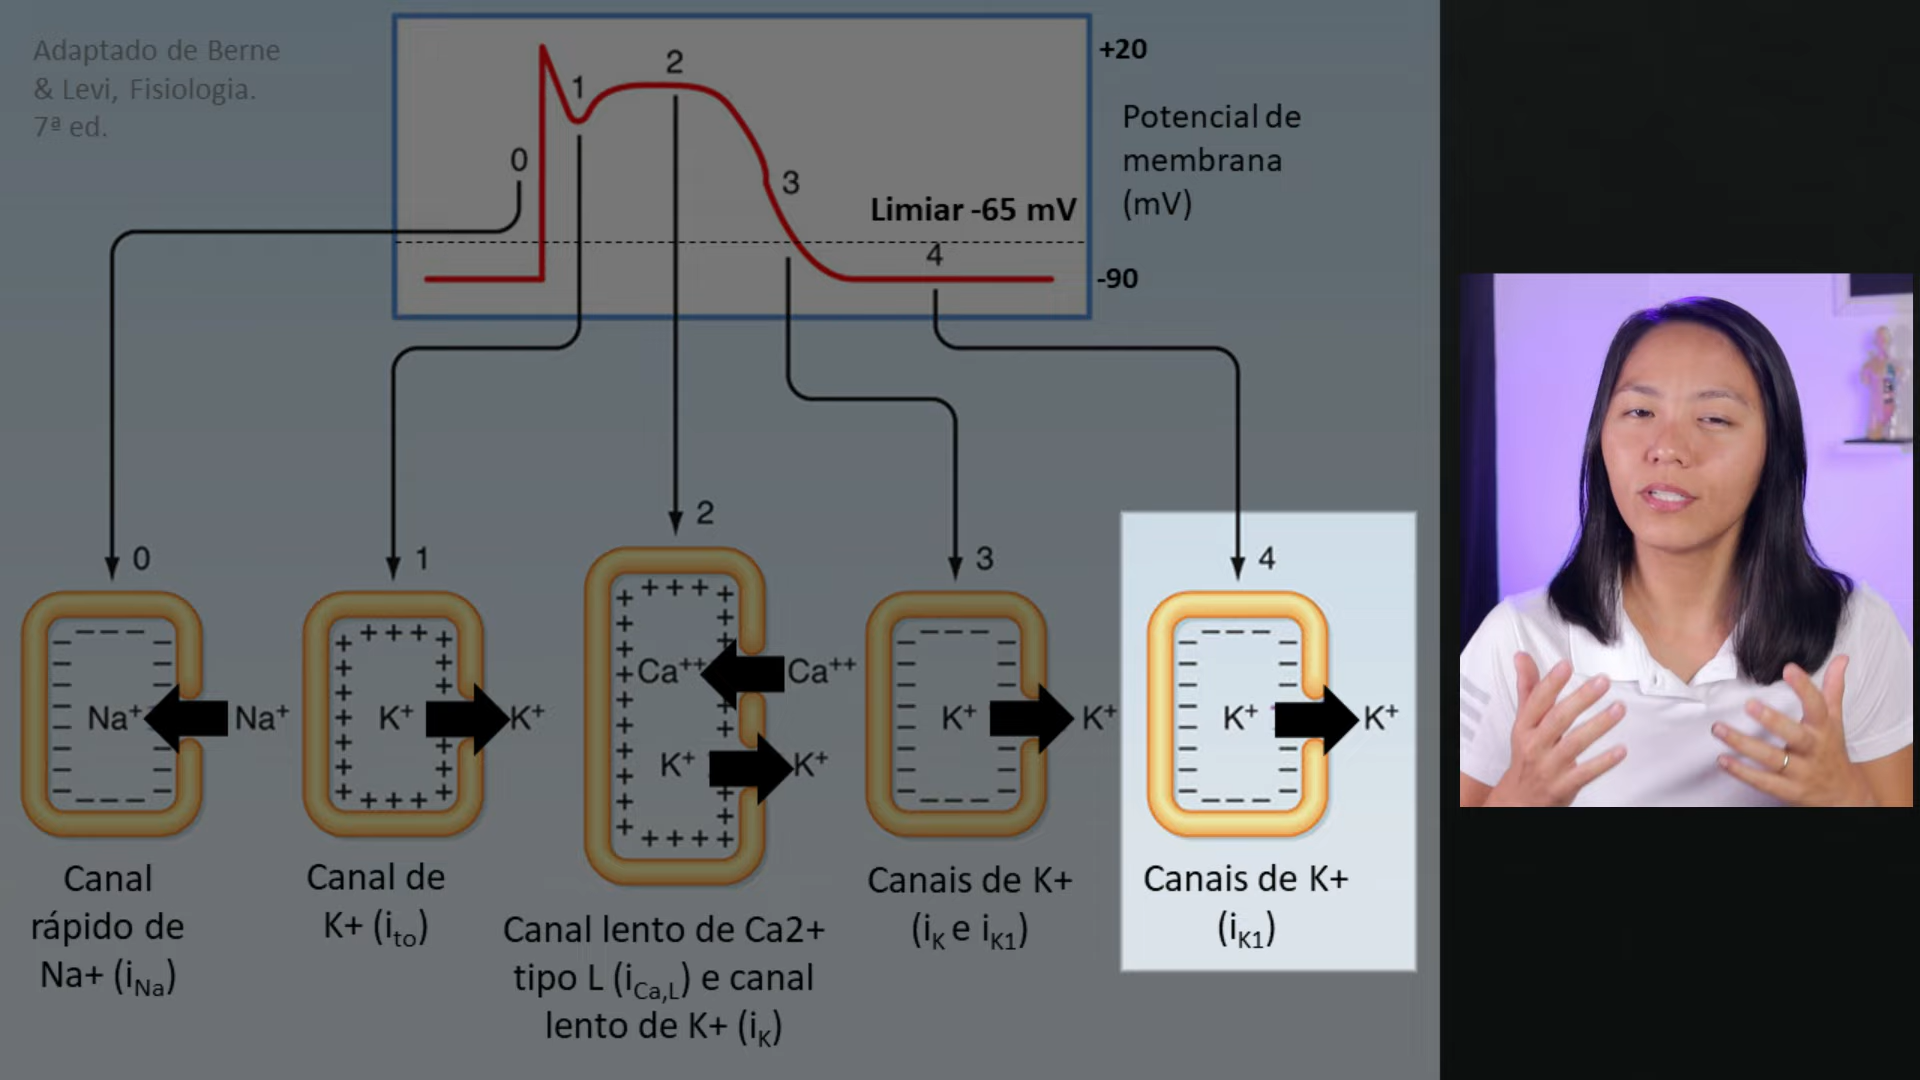 Adaptado de Berne
& Levi, Fisiologia.
7ª ed.
+20
Potencial de
membrana
(mV)
-90
0
1
2
3
Limiar -65 mV
4
0
1
2
3
4
Na⁺ Na⁺
K⁺ K⁺
Ca⁺⁺ Ca⁺⁺
K⁺ K⁺
K⁺ K⁺
K⁺ K⁺
Canal
rápido de
Na+ (iNa)
Canal de
K+ (ito)
Canal lento de Ca2+
tipo L (iCa,L) e canal
lento de K+ (iK)
Canais de K+
(iK e iK1)
Canais de K+
(iK1)